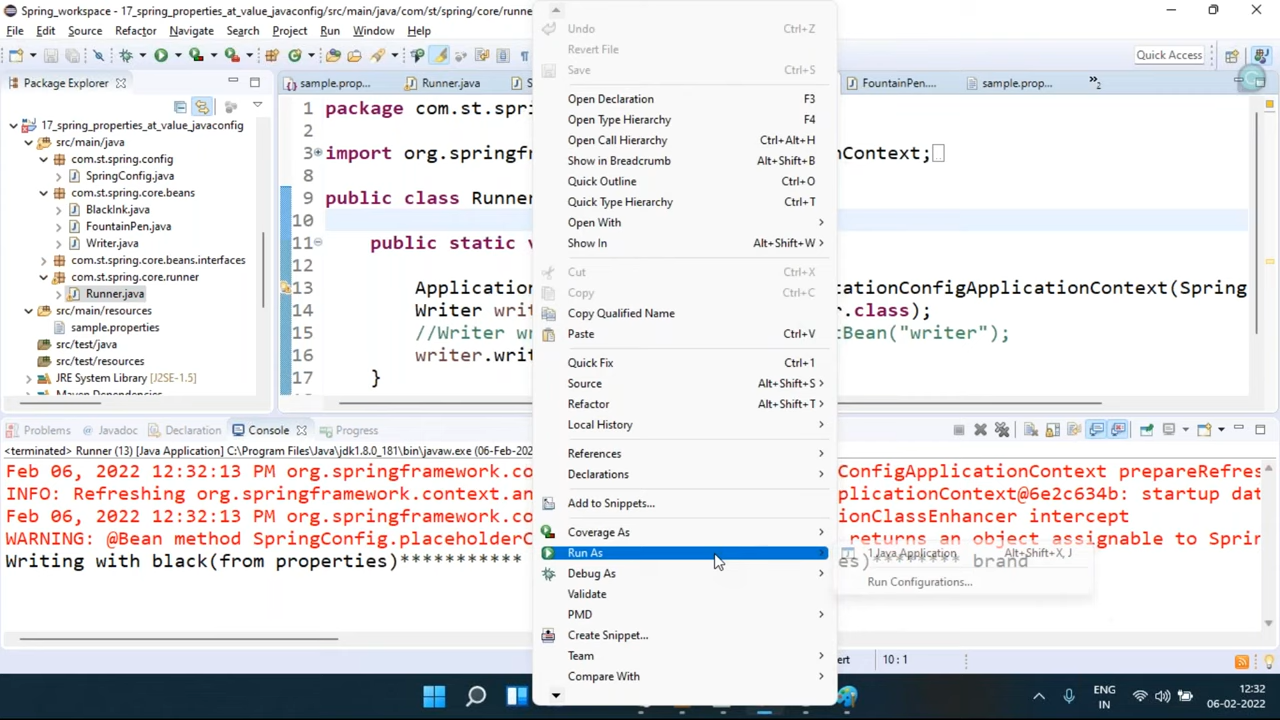 Spring_workspace - 17_spring_properties_at_value_javaconfig/src/main/java/com/st/spring/core/runne
File Edit Source Refactor Navigate Search Project Run Window Help
Quick Access
Package Explorer
17_spring_properties_at_value_javaconfig
src/main/java
com.st.spring.config
SpringConfig.java
com.st.spring.core.beans
BlackInk.java
FountainPen.java
Writer.java
com.st.spring.core.beans.interfaces
com.st.spring.core.runner
Runner.java
src/main/resources
sample.properties
src/test/java
src/test/resources
JRE System Library [J2SE-1.5]
Maven Dependencies
sample.prop... Runner.java S FountainPen.... sample.prop... »2
1 package com.st.spr
2
3 import org.springfr Context;
8
9 public class Runner
10
11 public static v
12
13 Application tationConfigApplicationContext(Spring
14 Writer writ r.class);
15 //Writer wr tBean("writer");
16 writer.writ
17 }
Undo Ctrl+Z
Revert File
Save Ctrl+S
Open Declaration F3
Open Type Hierarchy F4
Open Call Hierarchy Ctrl+Alt+H
Show in Breadcrumb Alt+Shift+B
Quick Outline Ctrl+O
Quick Type Hierarchy Ctrl+T
Open With
Show In Alt+Shift+W
Cut Ctrl+X
Copy Ctrl+C
Copy Qualified Name
Paste Ctrl+V
Quick Fix Ctrl+1
Source Alt+Shift+S
Refactor Alt+Shift+T
Local History
References
Declarations
Add to Snippets...
Coverage As
Run As
Debug As
Validate
PMD
Create Snippet...
Team
Compare With
1 Java Application Alt+Shift+X, J
Run Configurations...
Problems Javadoc Declaration Console Progress
<terminated> Runner (13) [Java Application] C:\Program Files\Java\jdk1.8.0_181\bin\javaw.exe (06-Feb-202
Feb 06, 2022 12:32:13 PM org.springframework.co ConfigApplicationContext prepareRefres
INFO: Refreshing org.springframework.context.an plicationContext@6e2c634b: startup dat
Feb 06, 2022 12:32:13 PM org.springframework.co ionClassEnhancer intercept
WARNING: @Bean method SpringConfig.placeholderC returns an object assignable to Spri
Writing with black(from properties)*********** es)******** brand
ert 10 : 1
ENG
IN
12:32
06-02-2022